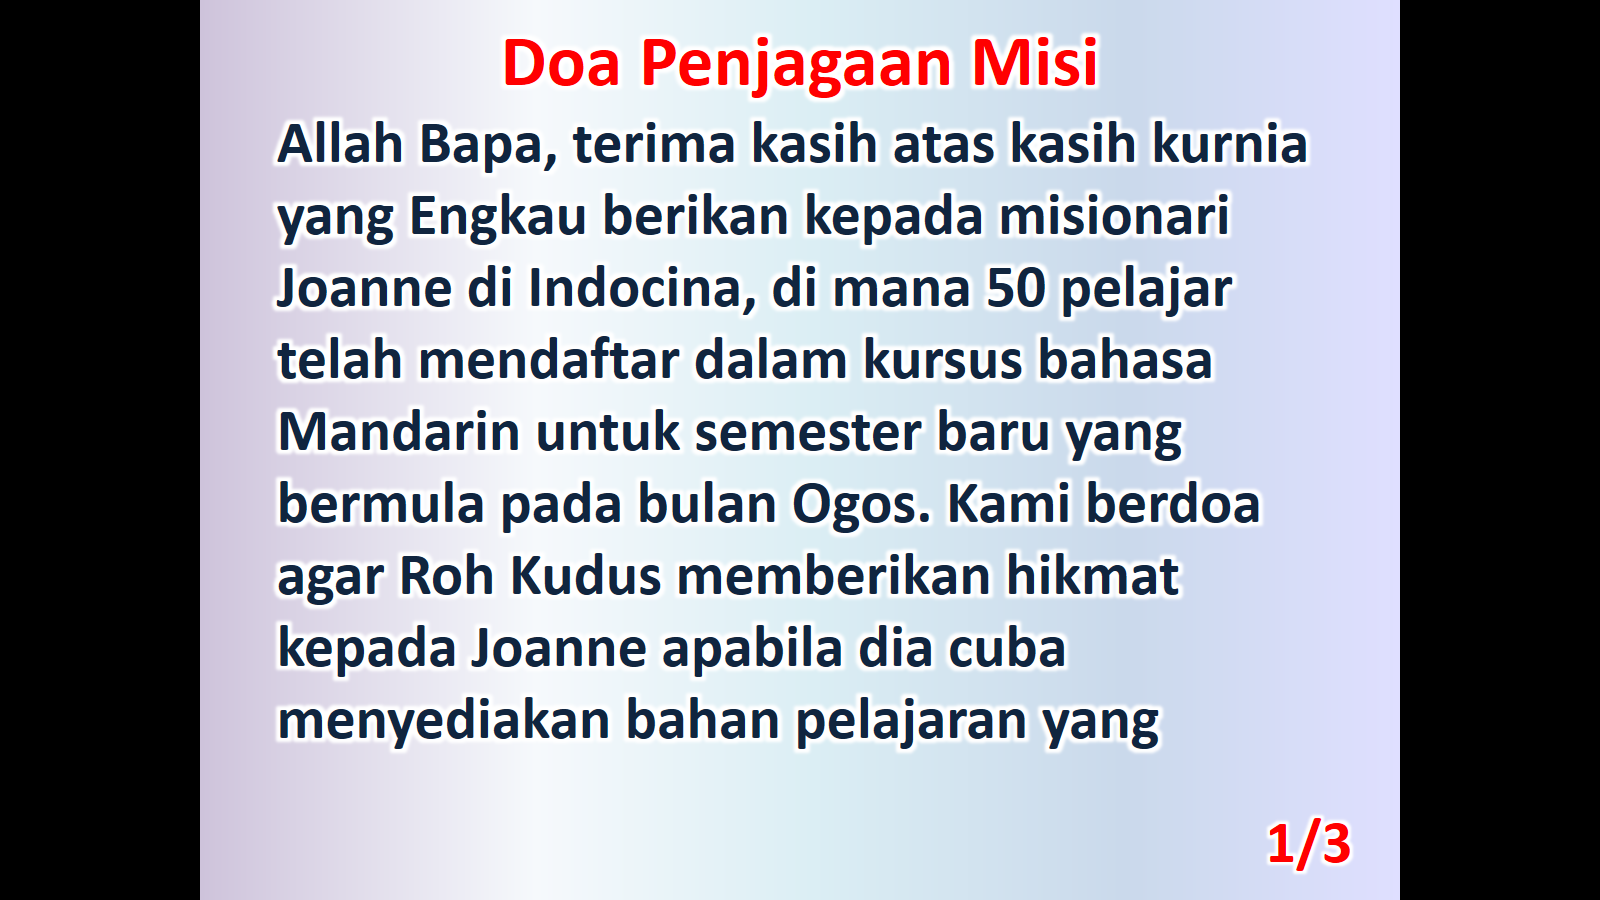 Doa Penjagaan Misi
Allah Bapa, terima kasih atas kasih kurnia
yang Engkau berikan kepada misionari
Joanne di Indocina, di mana 50 pelajar
telah mendaftar dalam kursus bahasa
Mandarin untuk semester baru yang
bermula pada bulan Ogos. Kami berdoa
agar Roh Kudus memberikan hikmat
kepada Joanne apabila dia cuba
menyediakan bahan pelajaran yang
1/3